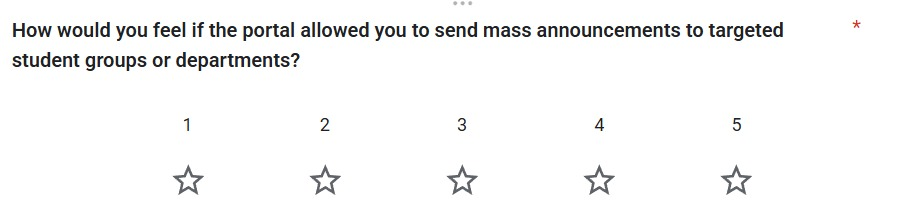 How would you feel if the portal allowed you to send mass announcements to targeted *
student groups or departments?
1 2 3 4 5